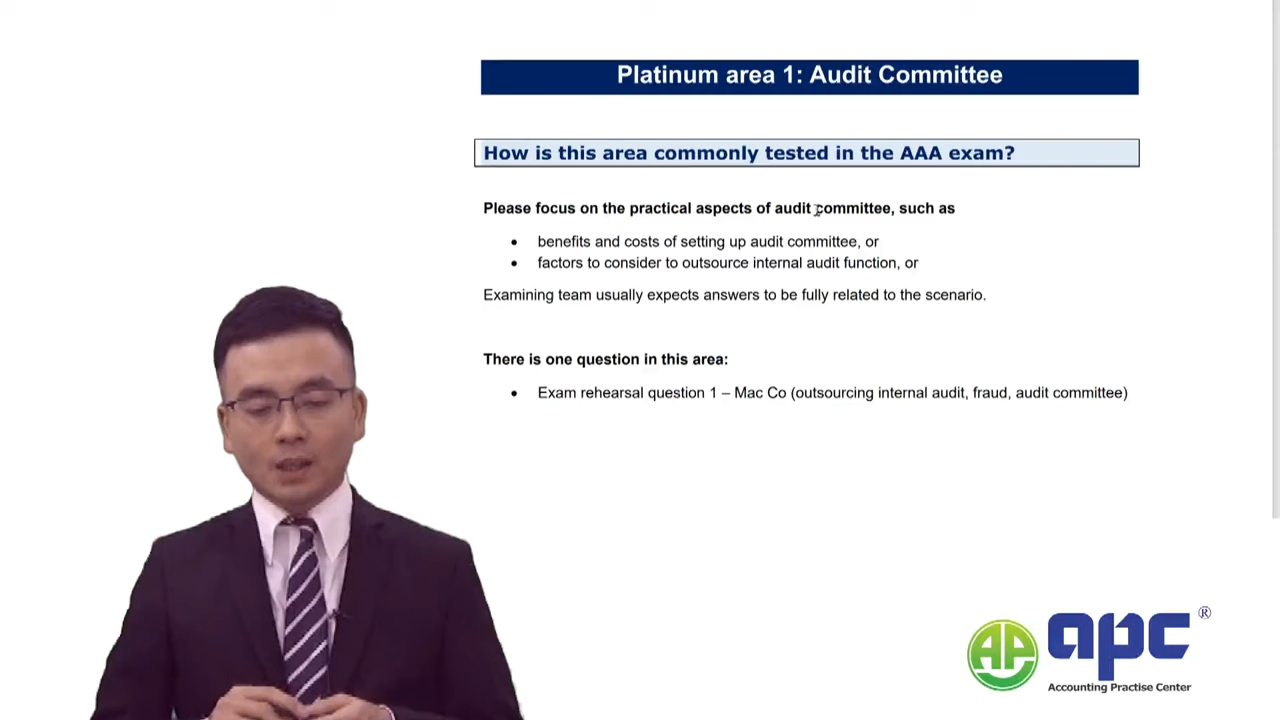 Platinum area 1: Audit Committee
How is this area commonly tested in the AAA exam?
Please focus on the practical aspects of audit committee, such as
• benefits and costs of setting up audit committee, or
• factors to consider to outsource internal audit function, or
Examining team usually expects answers to be fully related to the scenario.
There is one question in this area:
• Exam rehearsal question 1 – Mac Co (outsourcing internal audit, fraud, audit committee)
AP apc ®
Accounting Practise Center